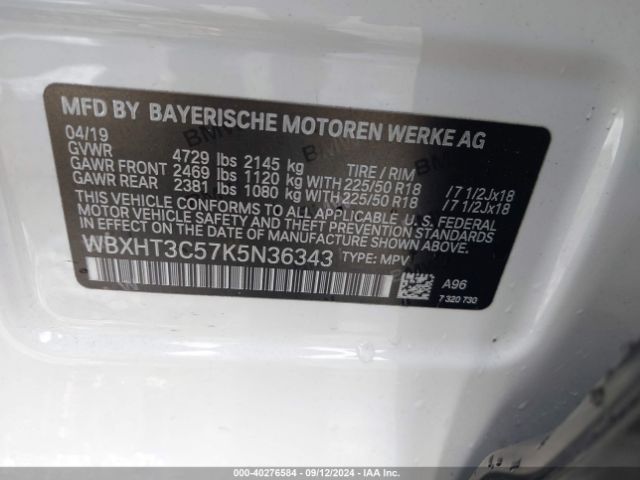 MFD BY BAYERISCHE MOTOREN WERKE AG
04/19
GVWR 4729 lbs 2145 kg TIRE / RIM
GAWR FRONT 2469 lbs 1120 kg WITH 225/50 R18 /7 1/2Jx18
GAWR REAR 2381 lbs 1080 kg WITH 225/50 R18 /7 1/2Jx18
THIS VEHICLE CONFORMS TO ALL APPLICABLE U.S. FEDERAL
MOTOR VEHICLE SAFETY AND THEFT PREVENTION STANDARDS
IN EFFECT ON THE DATE OF MANUFACTURE SHOWN ABOVE.
WBXHT3C57K5N36343 TYPE: MPV
A96
7 320 730
© COPART - 40276584 - 09/12/2024 - IAA Inc.